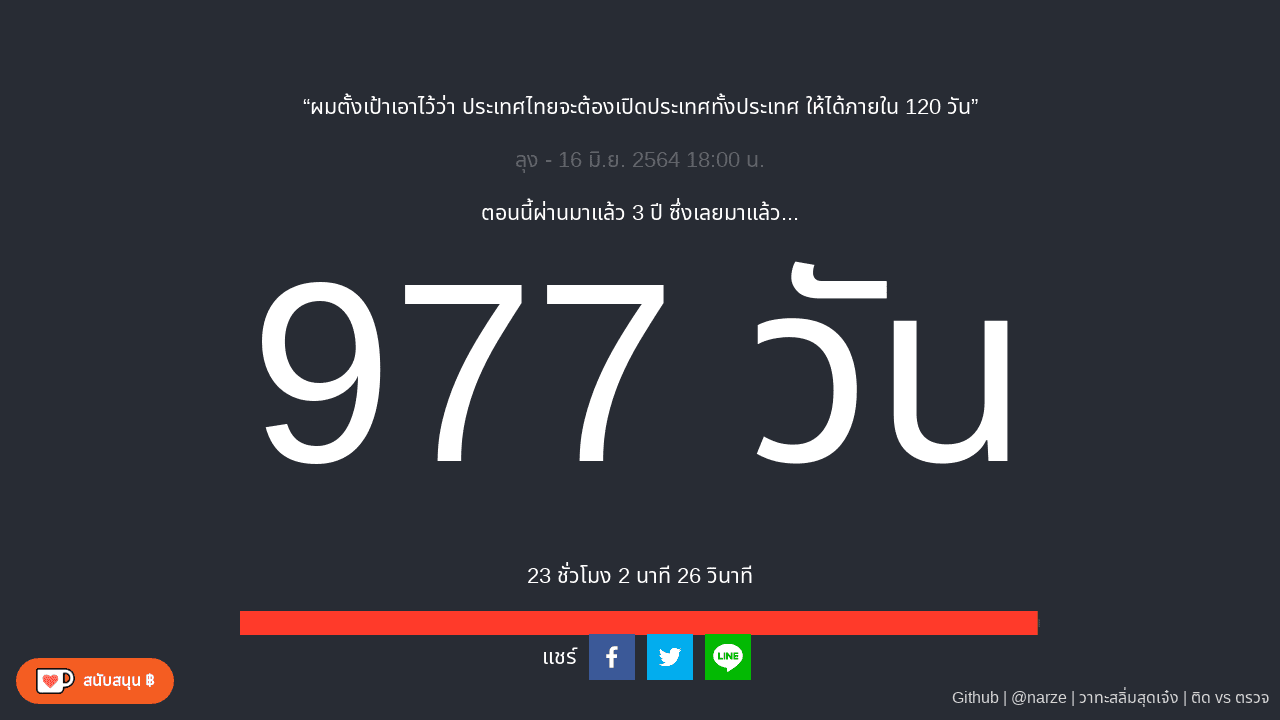 “ผมตั้งเป้าเอาไว้ว่า ประเทศไทยจะต้องเปิดประเทศทั้งประเทศ ให้ได้ภายใน 120 วัน”
ลุง - 16 มิ.ย. 2564 18:00 น.
ตอนนี้ผ่านมาแล้ว 3 ปี ซึ่งเลยมาแล้ว...
977 วัน
23 ชั่วโมง 2 นาที 26 วินาที
แชร์
LINE
สนับสนุน ฿
Github | @narze | วาทะสลิ่มสุดเจ๋ง | ติด vs ตรวจ